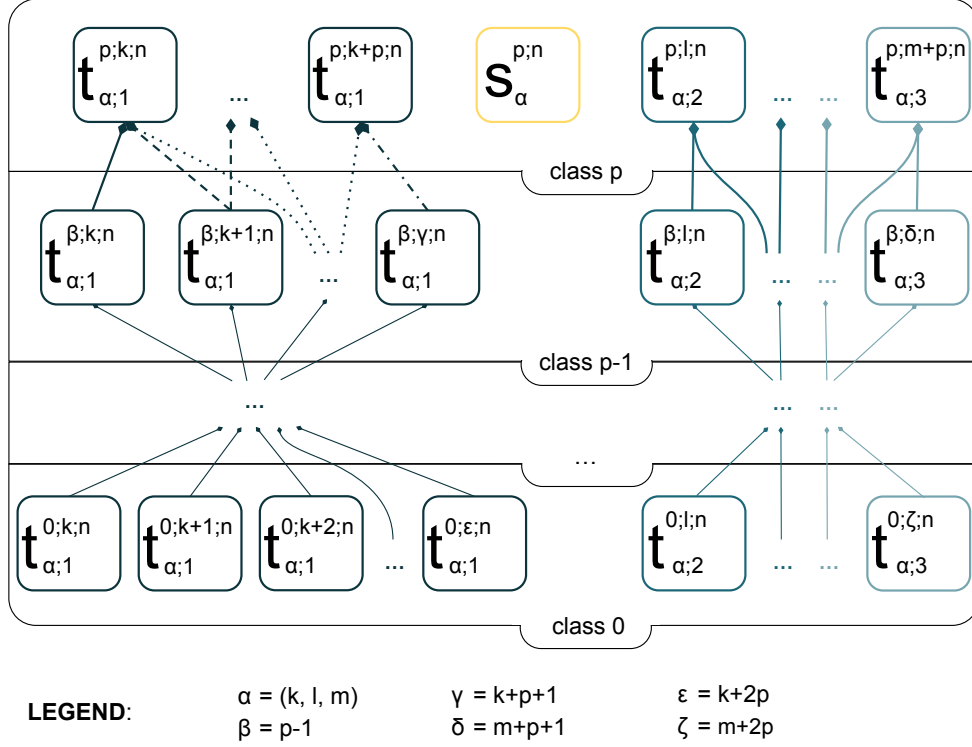 t^{p;k;n}_{α;1} ... t^{p;k+p;n}_{α;1} s^{p;n}_{α} t^{p;l;n}_{α;2} ... ... t^{p;m+p;n}_{α;3}
class p
t^{β;k;n}_{α;1} t^{β;k+1;n}_{α;1} ... t^{β;γ;n}_{α;1} t^{β;l;n}_{α;2} ... ... t^{β;δ;n}_{α;3}
class p-1
... ... ...
...
t^{0;k;n}_{α;1} t^{0;k+1;n}_{α;1} t^{0;k+2;n}_{α;1} ... t^{0;ε;n}_{α;1} t^{0;l;n}_{α;2} ... ... t^{0;ζ;n}_{α;3}
class 0
LEGEND:
α = (k, l, m) γ = k+p+1 ε = k+2p
β = p-1 δ = m+p+1 ζ = m+2p